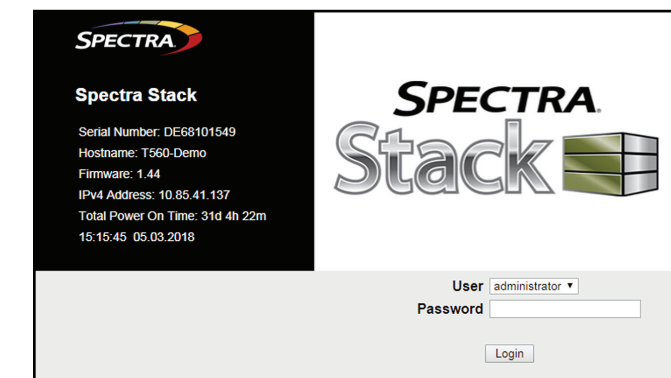 SPECTRA
Spectra Stack
Serial Number: DE68101549
Hostname: T560-Demo
Firmware: 1.44
IPv4 Address: 10.85.41.137
Total Power On Time: 31d 4h 22m
15:15:45 05.03.2018
SPECTRA
Stack
User administrator
Password
Login